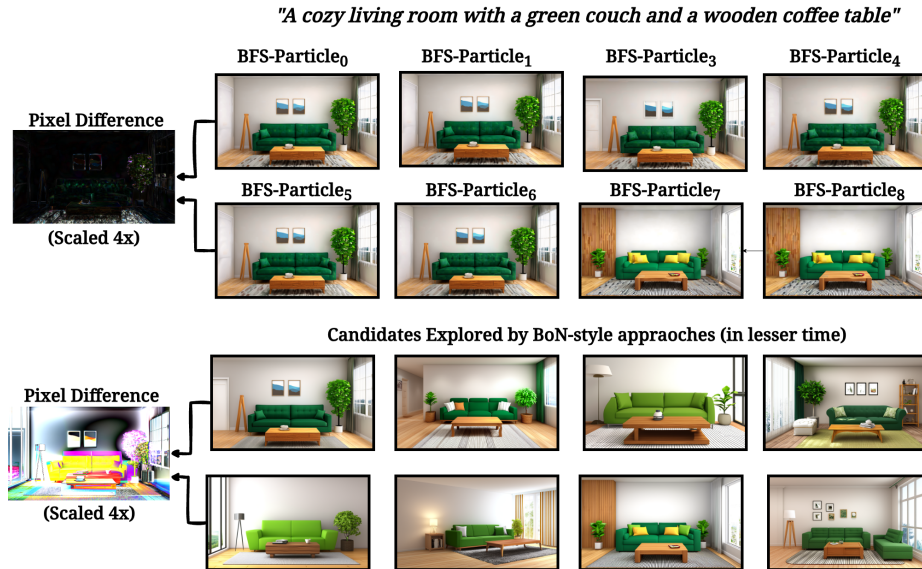 "A cozy living room with a green couch and a wooden coffee table"
BFS-Particle0 BFS-Particle1 BFS-Particle3 BFS-Particle4
Pixel Difference
(Scaled 4x)
BFS-Particle5 BFS-Particle6 BFS-Particle7 BFS-Particle8
Candidates Explored by BoN-style appraoches (in lesser time)
Pixel Difference
(Scaled 4x)